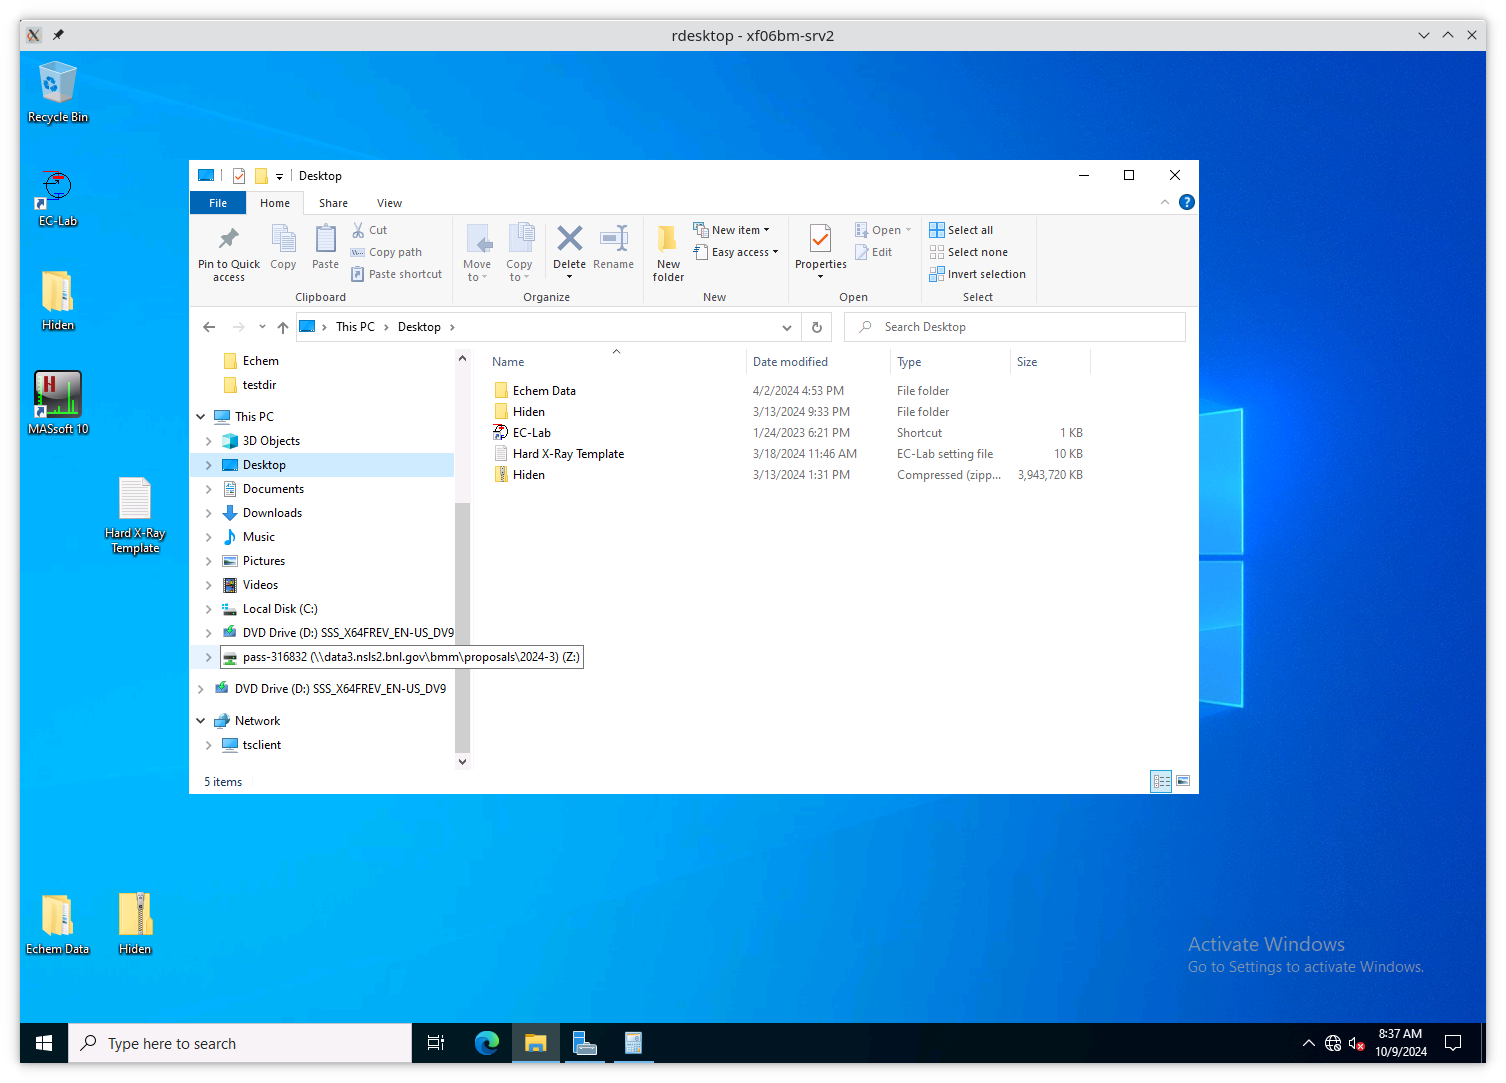 rdesktop - xf06bm-srv2
Recycle Bin
EC-Lab
Hiden
MASsoft 10
Hard X-Ray
Template
Echem Data
Hiden
Desktop
File
Home
Share
View
Pin to Quick
access
Copy
Paste
Cut
Copy path
Paste shortcut
Clipboard
Move
to
Copy
to
Delete
Rename
Organize
New
folder
New item
Easy access
New
Properties
Open
Edit
Open
Select all
Select none
Invert selection
Select
This PC
Desktop
Search Desktop
Echem
testdir
This PC
3D Objects
Desktop
Documents
Downloads
Music
Pictures
Videos
Local Disk (C:)
DVD Drive (D:) SSS_X64FREV_EN-US_DV9
pass-316832 (\\data3.nsls2.bnl.gov\bmm\proposals\2024-3) (Z:)
DVD Drive (D:) SSS_X64FREV_EN-US_DV9
Network
tsclient
Name Date modified Type Size
Echem Data 4/2/2024 4:53 PM File folder
Hiden 3/13/2024 9:33 PM File folder
EC-Lab 1/24/2023 6:21 PM Shortcut 1 KB
Hard X-Ray Template 3/18/2024 11:46 AM EC-Lab setting file 10 KB
Hiden 3/13/2024 1:31 PM Compressed (zipp... 3,943,720 KB
5 items
Activate Windows
Go to Settings to activate Windows.
Type here to search
8:37 AM
10/9/2024